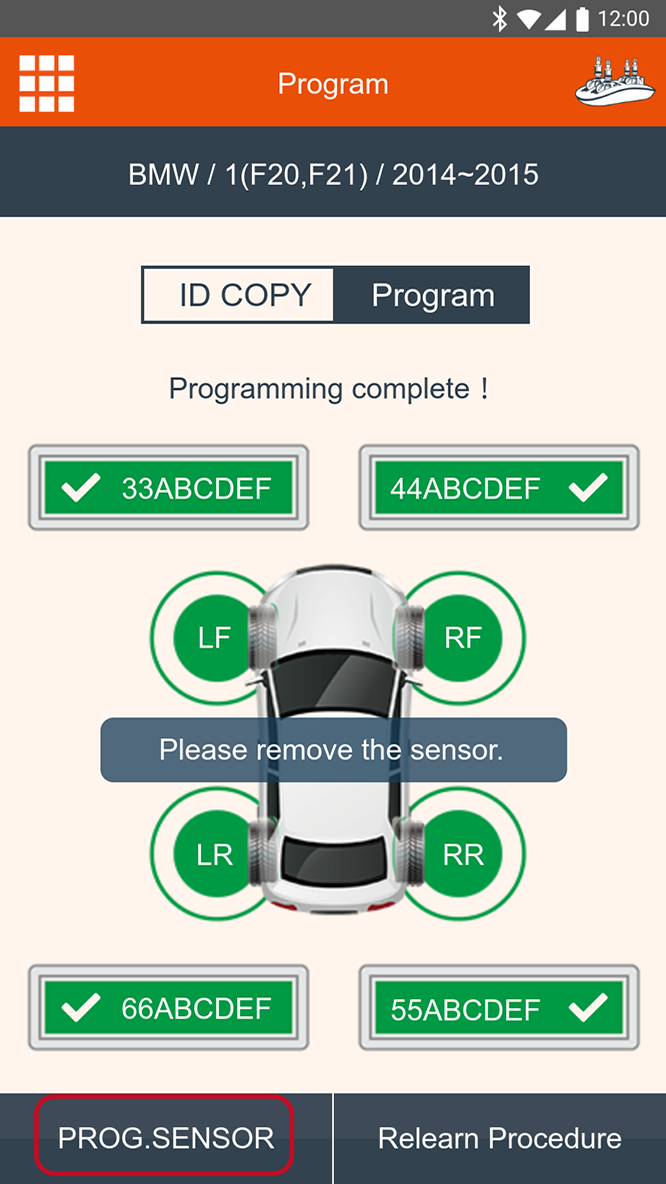 12:00
Program
BMW / 1(F20,F21) / 2014~2015
ID COPY Program
Programming complete !
33ABCDEF 44ABCDEF
LF RF
Please remove the sensor.
LR RR
66ABCDEF 55ABCDEF
PROG.SENSOR Relearn Procedure